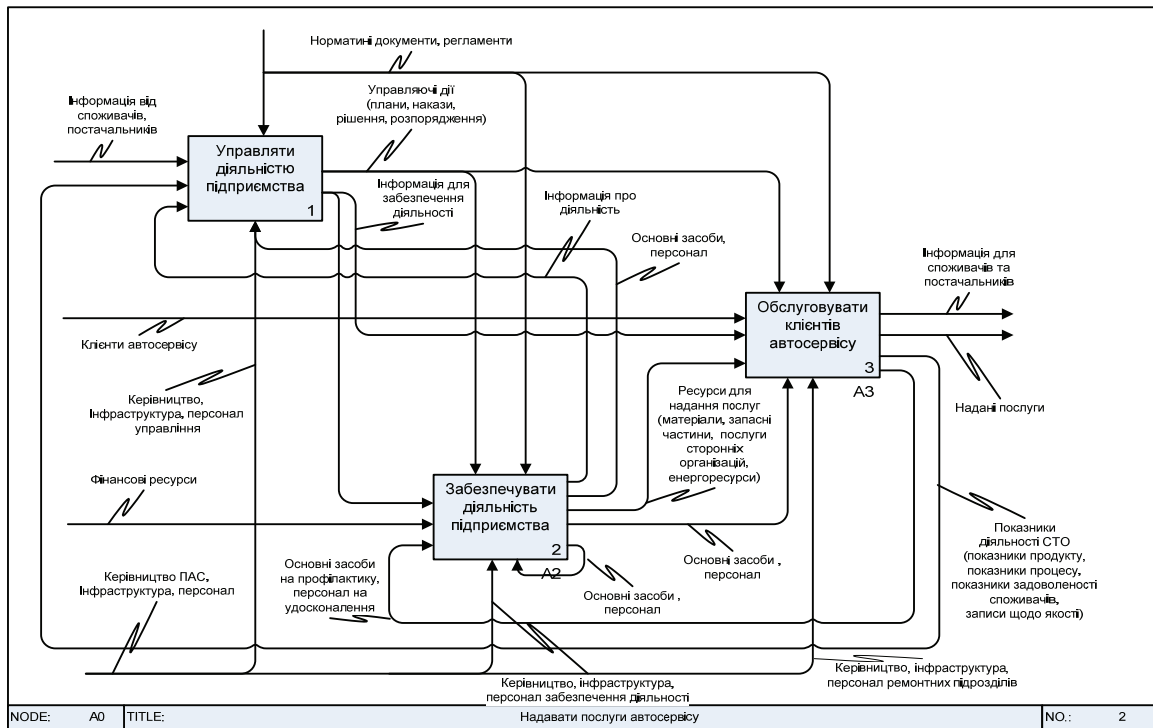 Норматині документи, регламенти
Управляючі дії
(плани, накази,
рішення, розпорядження)
Інформація від
споживачів,
постачальників
Управляти
діяльністю
підприємства
1
Інформація для
забезпечення
діяльності
Інформація про
діяльність
Основні засоби,
персонал
Інформація для
споживачів та
постачальників
Обслуговувати
клієнтів
автосервісу
3
А3
Клієнти автосервісу
Надані послуги
Керівництво,
Інфраструктура, персонал
управління
Ресурси для
надання послуг
(матеріали, запасні
частини, послуги
сторонніх
організацій,
енергоресурси)
Фінансові ресурси
Забезпечувати
діяльність
підприємства
2
А2
Показники
діяльності СТО
(показники продукту,
показники процесу,
показники задоволеності
споживачів,
записи щодо якості)
Основні засоби ,
персонал
Основні засоби
на профілактику,
персонал на
удосконалення
Керівництво ПАС,
Інфраструктура, персонал
Основні засоби ,
персонал
Керівництво, інфраструктура,
персонал забезпечення діяльності
Керівництво, інфраструктура,
персонал ремонтних підрозділів
NODE: A0 TITLE: Надавати послуги автосервісу NO.: 2